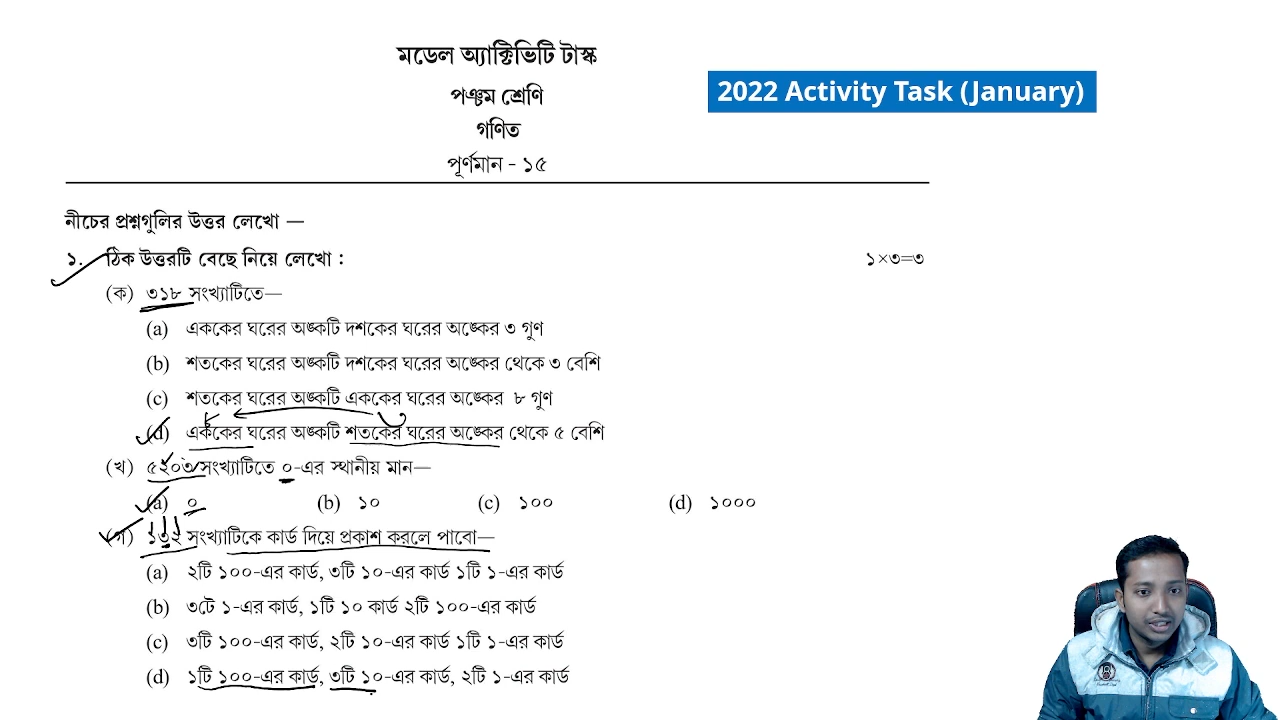 মডেল অ্যাক্টিভিটি টাস্ক
2022 Activity Task (January)
পঞ্চম শ্রেণি
গণিত
পূর্ণমান - ১৫
নীচের প্রশ্নগুলির উত্তর লেখো —
১. ঠিক উত্তরটি বেছে নিয়ে লেখো : ১×৩=৩
(ক) ৩১৮ সংখ্যাটিতে—
(a) এককের ঘরের অঙ্কটি দশকের ঘরের অঙ্কের ৩ গুণ
(b) শতকের ঘরের অঙ্কটি দশকের ঘরের অঙ্কের থেকে ৩ বেশি
(c) শতকের ঘরের অঙ্কটি এককের ঘরের অঙ্কের ৮ গুণ
(d) এককের ঘরের অঙ্কটি শতকের ঘরের অঙ্কের থেকে ৫ বেশি
(খ) ৫২০৩ সংখ্যাটিতে ০-এর স্থানীয় মান—
(a) ০ (b) ১০ (c) ১০০ (d) ১০০০
(গ) ১৩২ সংখ্যাটিকে কার্ড দিয়ে প্রকাশ করলে পাবো—
(a) ২টি ১০০-এর কার্ড, ৩টি ১০-এর কার্ড ১টি ১-এর কার্ড
(b) ৩টে ১-এর কার্ড, ১টি ১০ কার্ড ২টি ১০০-এর কার্ড
(c) ৩টি ১০০-এর কার্ড, ২টি ১০-এর কার্ড ১টি ১-এর কার্ড
(d) ১টি ১০০-এর কার্ড, ৩টি ১০-এর কার্ড, ২টি ১-এর কার্ড